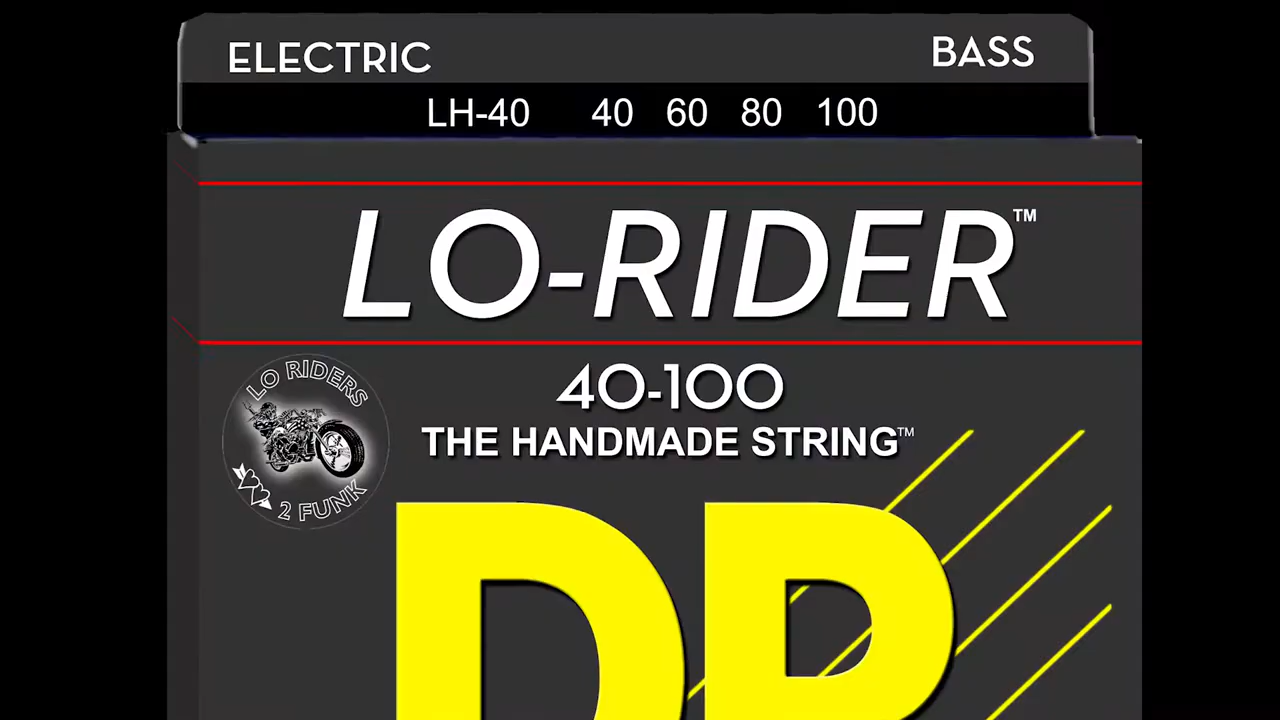 ELECTRIC BASS
LH-40 40 60 80 100
LO-RIDER™
40-100
THE HANDMADE STRING™
LO RIDERS
2 FUNK
DR